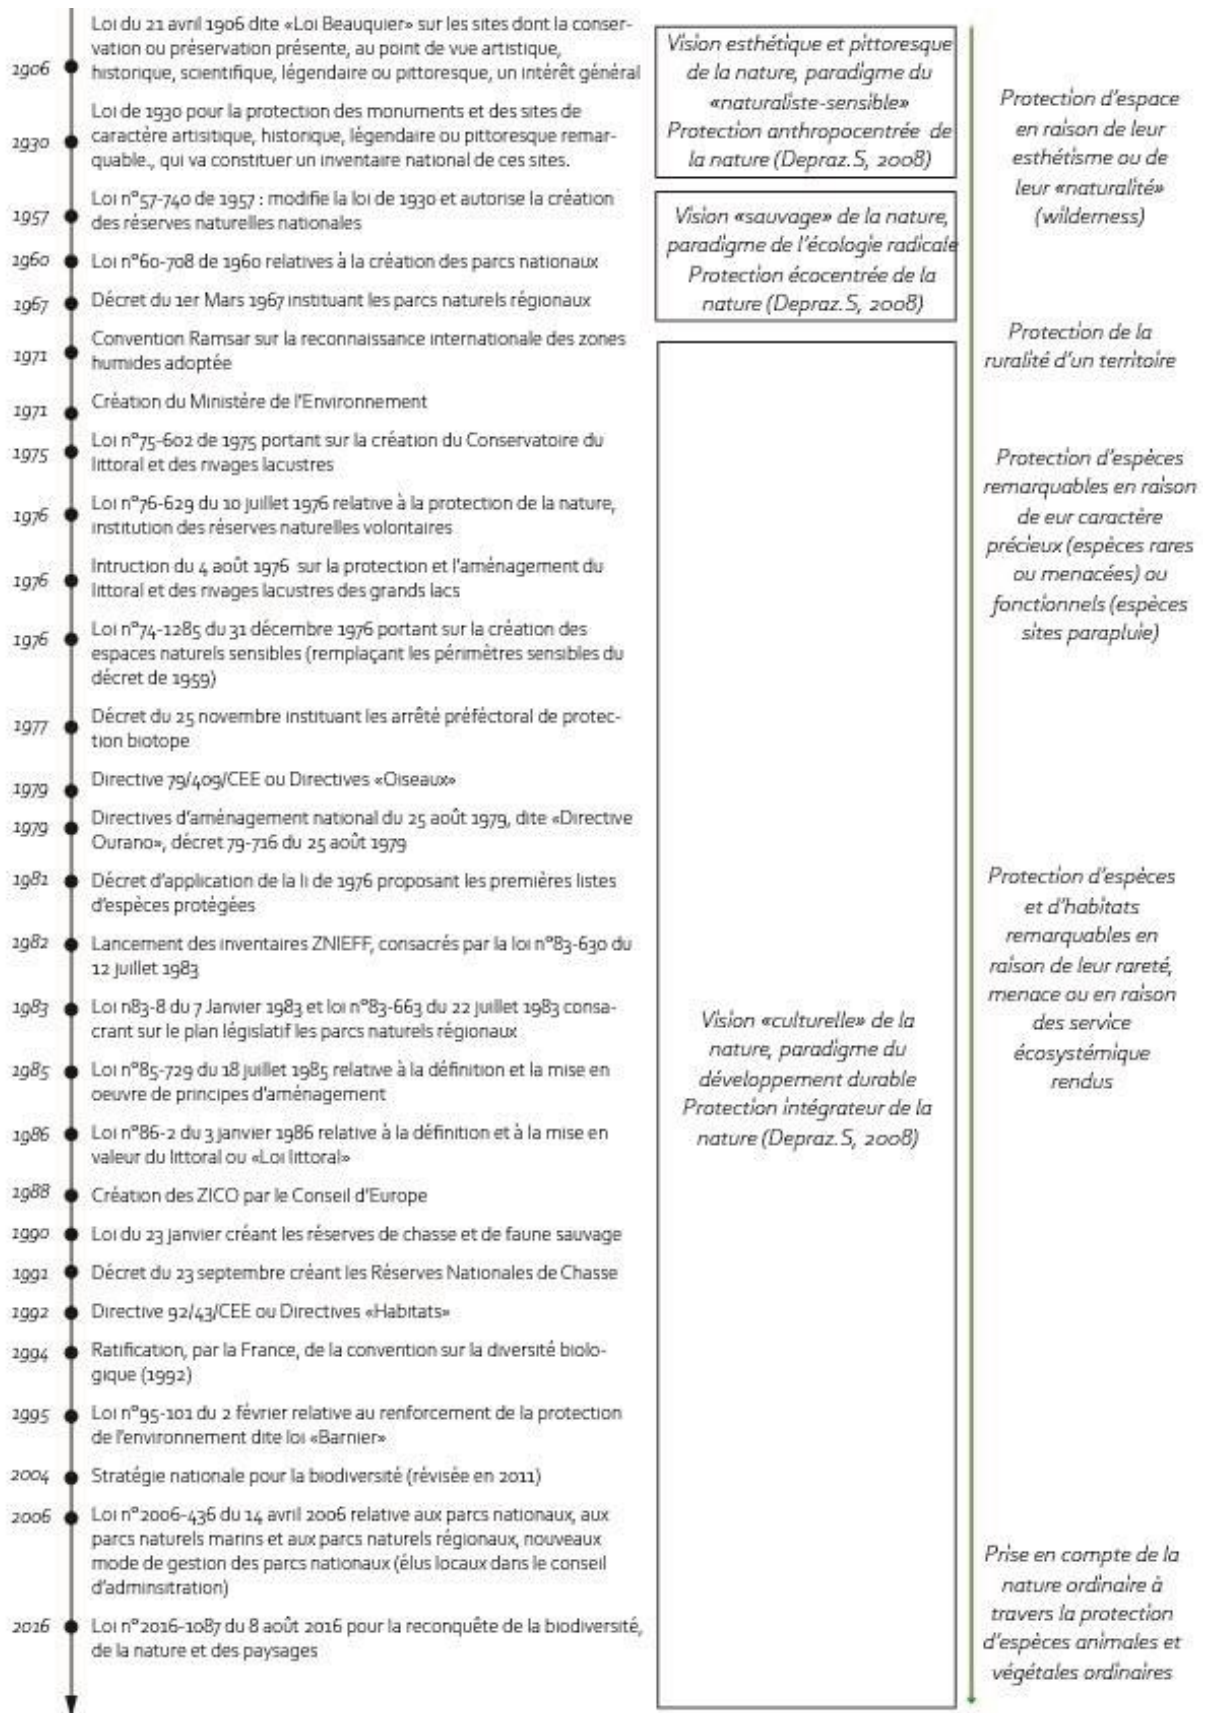 Loi du 21 avril 1906 dite «Loi Beauquier» sur les sites dont la conser-
vation ou préservation présente, au point de vue artistique,
1906 historique, scientifique, légendaire ou pittoresque, un intérêt général
Loi de 1930 pour la protection des monuments et des sites de
caractère artisitique, historique, légendaire ou pittoresque remar-
1930 quable., qui va constituer un inventaire national de ces sites.
Loi n°57-740 de 1957 : modifie la loi de 1930 et autorise la création
1957 des réserves naturelles nationales
1960 Loi n°60-708 de 1960 relatives à la création des parcs nationaux
1967 Décret du 1er Mars 1967 instituant les parcs naturels régionaux
Convention Ramsar sur la reconnaissance internationale des zones
1971 humides adoptée
1971 Création du Ministère de l'Environnement
Loi n°75-602 de 1975 portant sur la création du Conservatoire du
1975 littoral et des rivages lacustres
Loi n°76-629 du 10 juillet 1976 relative à la protection de la nature,
1976 institution des réserves naturelles volontaires
Intruction du 4 août 1976 sur la protection et l'aménagement du
1976 littoral et des rivages lacustres des grands lacs
Loi n°74-1285 du 31 décembre 1976 portant sur la création des
1976 espaces naturels sensibles (remplaçant les périmètres sensibles du
décret de 1959)
Décret du 25 novembre instituant les arrêté préféctoral de protec-
1977 tion biotope
1979 Directive 79/409/CEE ou Directives «Oiseaux»
Directives d'aménagement national du 25 août 1979, dite «Directive
1979 Ourano», décret 79-716 du 25 août 1979
1981 Décret d'application de la li de 1976 proposant les premières listes
d'espèces protégées
1982 Lancement des inventaires ZNIEFF, consacrés par la loi n°83-630 du
12 juillet 1983
1983 Loi n83-8 du 7 Janvier 1983 et loi n°83-663 du 22 juillet 1983 consa-
crant sur le plan législatif les parcs naturels régionaux
1985 Loi n°85-729 du 18 juillet 1985 relative à la définition et la mise en
oeuvre de principes d'aménagement
1986 Loi n°86-2 du 3 janvier 1986 relative à la définition et à la mise en
valeur du littoral ou «Loi littoral»
1988 Création des ZICO par le Conseil d'Europe
1990 Loi du 23 janvier créant les réserves de chasse et de faune sauvage
1991 Décret du 23 septembre créant les Réserves Nationales de Chasse
1992 Directive 92/43/CEE ou Directives «Habitats»
1994 Ratification, par la France, de la convention sur la diversité biolo-
gique (1992)
1995 Loi n°95-101 du 2 février relative au renforcement de la protection
de l'environnement dite loi «Barnier»
2004 Stratégie nationale pour la biodiversité (révisée en 2011)
2006 Loi n°2006-436 du 14 avril 2006 relative aux parcs nationaux, aux
parcs naturels marins et aux parcs naturels régionaux, nouveaux
mode de gestion des parcs nationaux (élus locaux dans le conseil
d'adminsitration)
2016 Loi n°2016-1087 du 8 août 2016 pour la reconquête de la biodiversité,
de la nature et des paysages
Vision esthétique et pittoresque
de la nature, paradigme du
«naturaliste-sensible»
Protection anthropocentrée de
la nature (Depraz.S, 2008)
Vision «sauvage» de la nature,
paradigme de l'écologie radicale
Protection écocentrée de la
nature (Depraz.S, 2008)
Vision «culturelle» de la
nature, paradigme du
développement durable
Protection intégrateur de la
nature (Depraz.S, 2008)
Protection d'espace
en raison de leur
esthétisme ou de
leur «naturalité»
(wilderness)
Protection de la
ruralité d'un territoire
Protection d'espèces
remarquables en raison
de eur caractère
précieux (espèces rares
ou menacées) ou
fonctionnels (espèces
sites parapluie)
Protection d'espèces
et d'habitats
remarquables en
raison de leur rareté,
menace ou en raison
des service
écosystémique
rendus
Prise en compte de la
nature ordinaire à
travers la protection
d'espèces animales et
végétales ordinaires